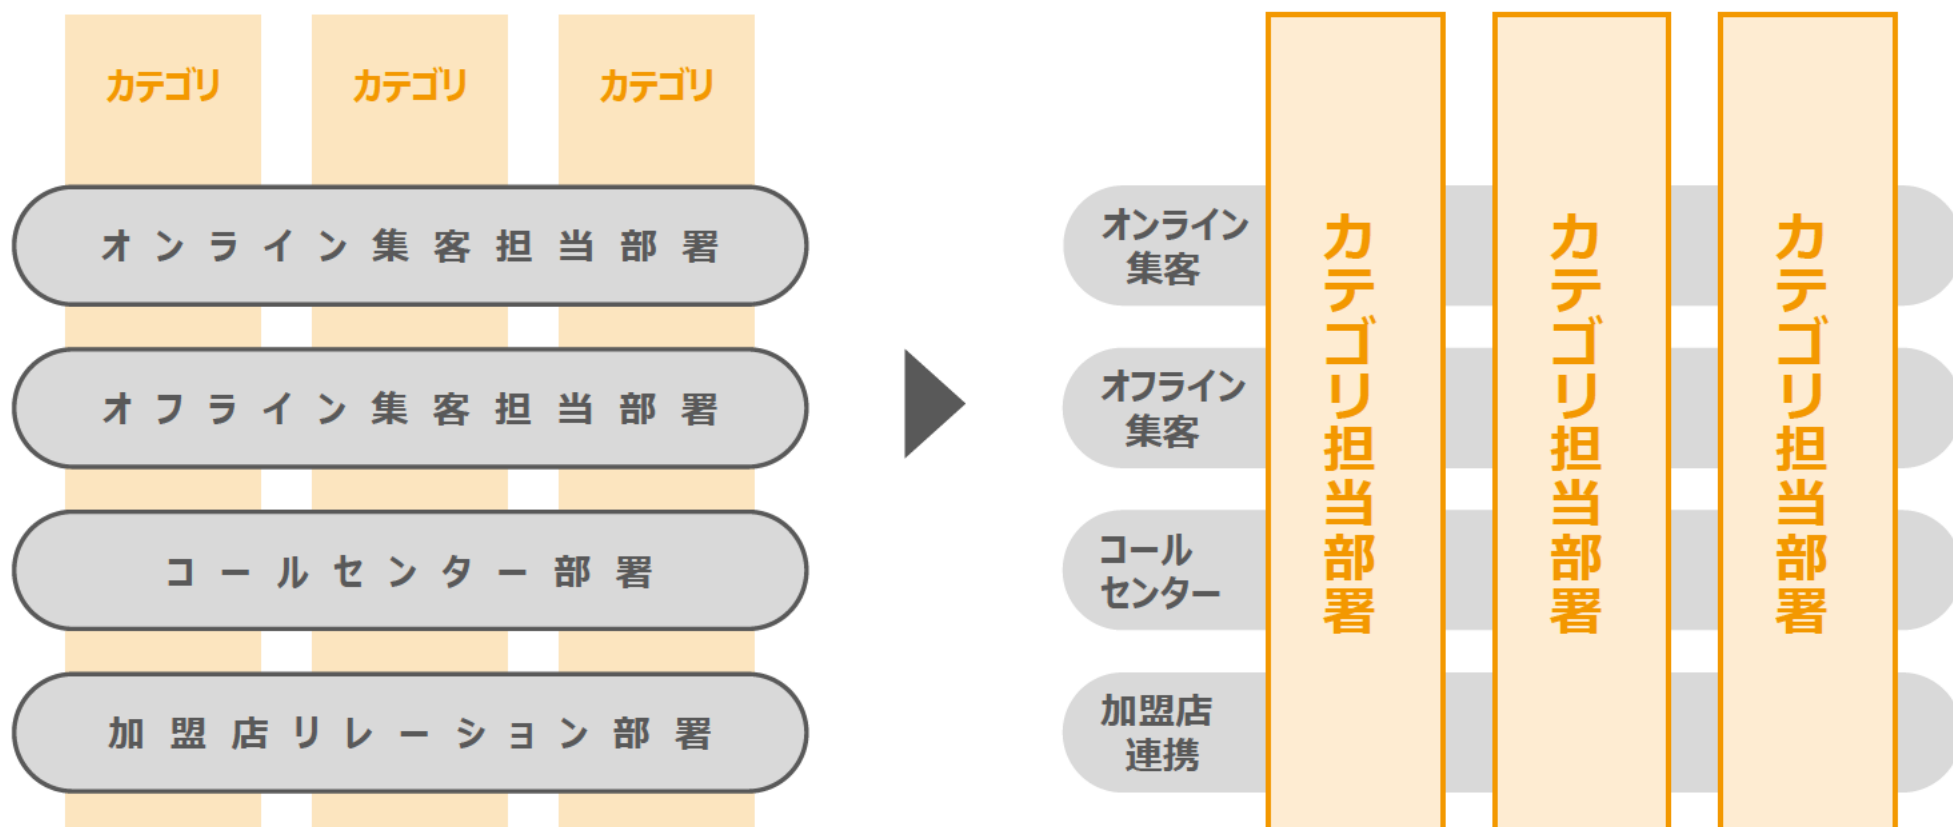 カテゴリ
カテゴリ
カテゴリ
オンライン集客担当部署
オフライン集客担当部署
コールセンター部署
加盟店リレーション部署
オンライン
集客
オフライン
集客
コール
センター
加盟店
連携
カテゴリ担当部署
カテゴリ担当部署
カテゴリ担当部署